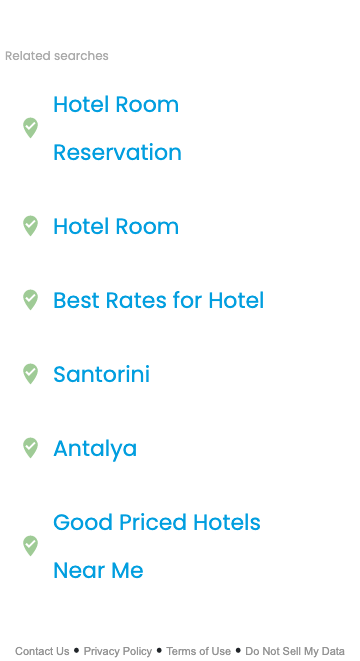 Related searches
Hotel Room
Reservation
Hotel Room
Best Rates for Hotel
Santorini
Antalya
Good Priced Hotels
Near Me
Contact Us • Privacy Policy • Terms of Use • Do Not Sell My Data